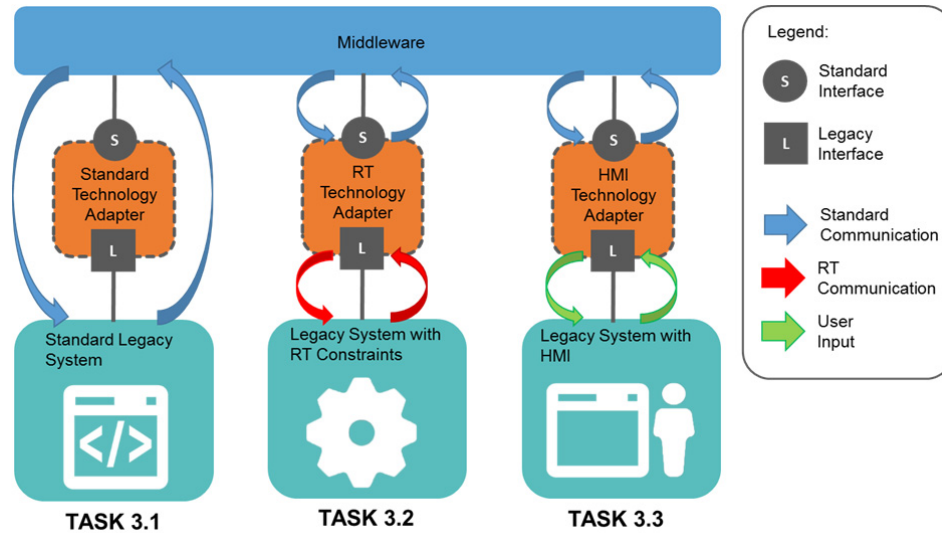 Middleware
S
Standard
Technology
Adapter
L
Standard Legacy
System
</>
TASK 3.1
S
RT
Technology
Adapter
L
Legacy System with
RT Constraints
TASK 3.2
S
HMI
Technology
Adapter
L
Legacy System with
HMI
TASK 3.3
Legend:
S
Standard
Interface
L
Legacy
Interface
Standard
Communication
RT
Communication
User
Input